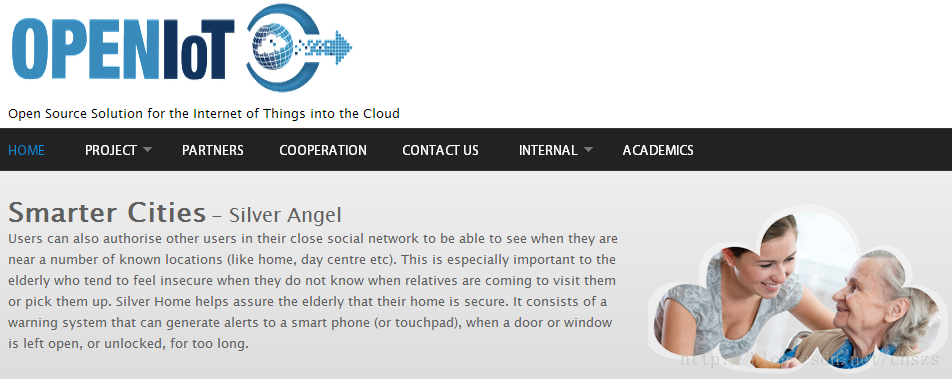 OPENIoT
Open Source Solution for the Internet of Things into the Cloud
HOME PROJECT PARTNERS COOPERATION CONTACT US INTERNAL ACADEMICS
Smarter Cities – Silver Angel
Users can also authorise other users in their close social network to be able to see when they are
near a number of known locations (like home, day centre etc). This is especially important to the
elderly who tend to feel insecure when they do not know when relatives are coming to visit them
or pick them up. Silver Home helps assure the elderly that their home is secure. It consists of a
warning system that can generate alerts to a smart phone (or touchpad), when a door or window
is left open, or unlocked, for too long.
http://blog.csdn.net/chszs